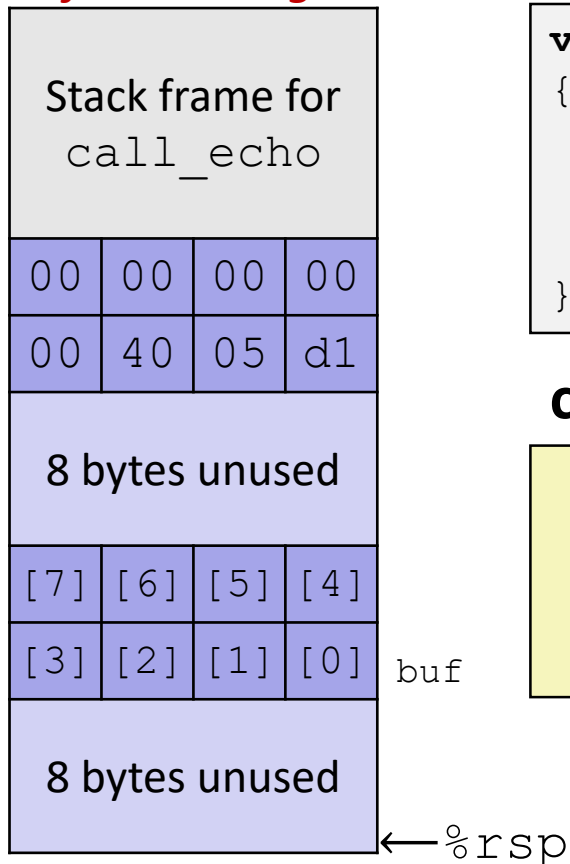 Stack frame for
call_echo
00 00 00 00
00 40 05 d1
8 bytes unused
[7] [6] [5] [4]
[3] [2] [1] [0] buf
8 bytes unused
←%rsp
{
}